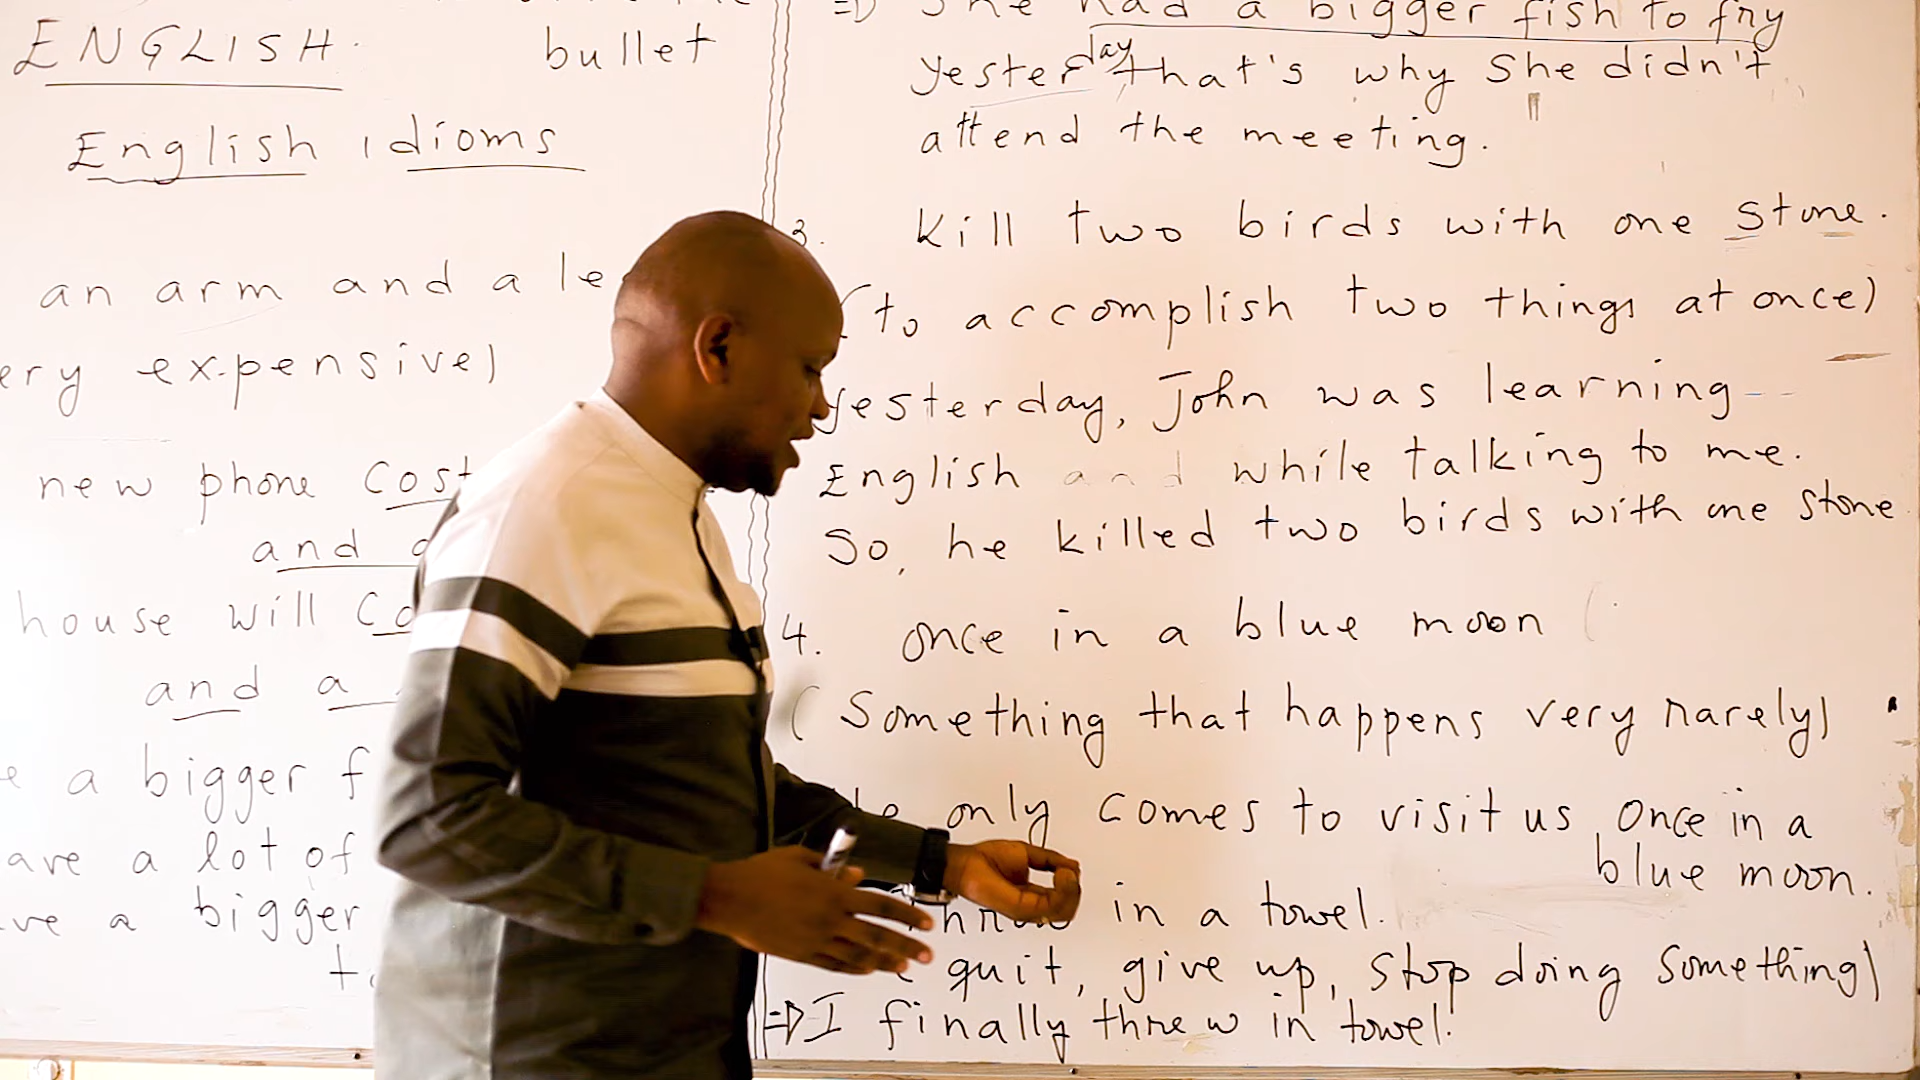 ENGLISH.
bullet
English idioms
an arm and a le
ery expensive)
new phone cost
and a
house will co
and a
e a bigger f
ave a lot of
ve a bigger
to
=> She had a bigger fish to fry
yesterday that's why she didn't
attend the meeting.
3. Kill two birds with one stone.
(to accomplish two things at once)
yesterday, John was learning
English and while talking to me.
So, he killed two birds with one stone
4. once in a blue moon (
(Something that happens very rarely)
only comes to visit us once in a
blue moon.
in a towel.
quit, give up, stop doing something)
=> I finally threw in towel.